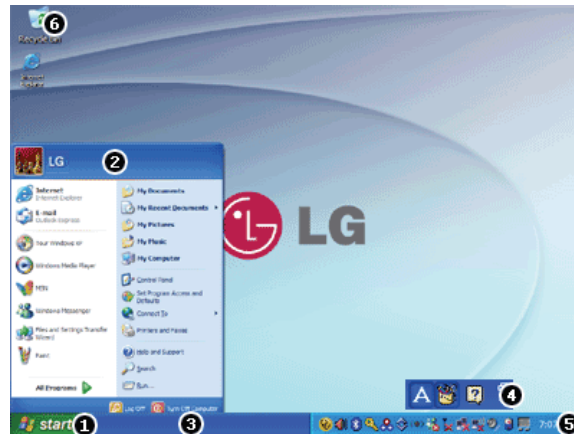 6
Recycle Bin
Internet Explorer
LG
2
Internet
Internet Explorer
E-mail
Outlook Express
Tour Windows XP
Windows Media Player
MSN
Windows Messenger
Files and Settings Transfer
Wizard
Paint
All Programs
My Documents
My Recent Documents
My Pictures
My Music
My Computer
Control Panel
Set Program Access and
Defaults
Connect To
Printers and Faxes
Help and Support
Search
Run...
Log Off
Turn Off Computer
LG
A
?
4
start
1
3
5